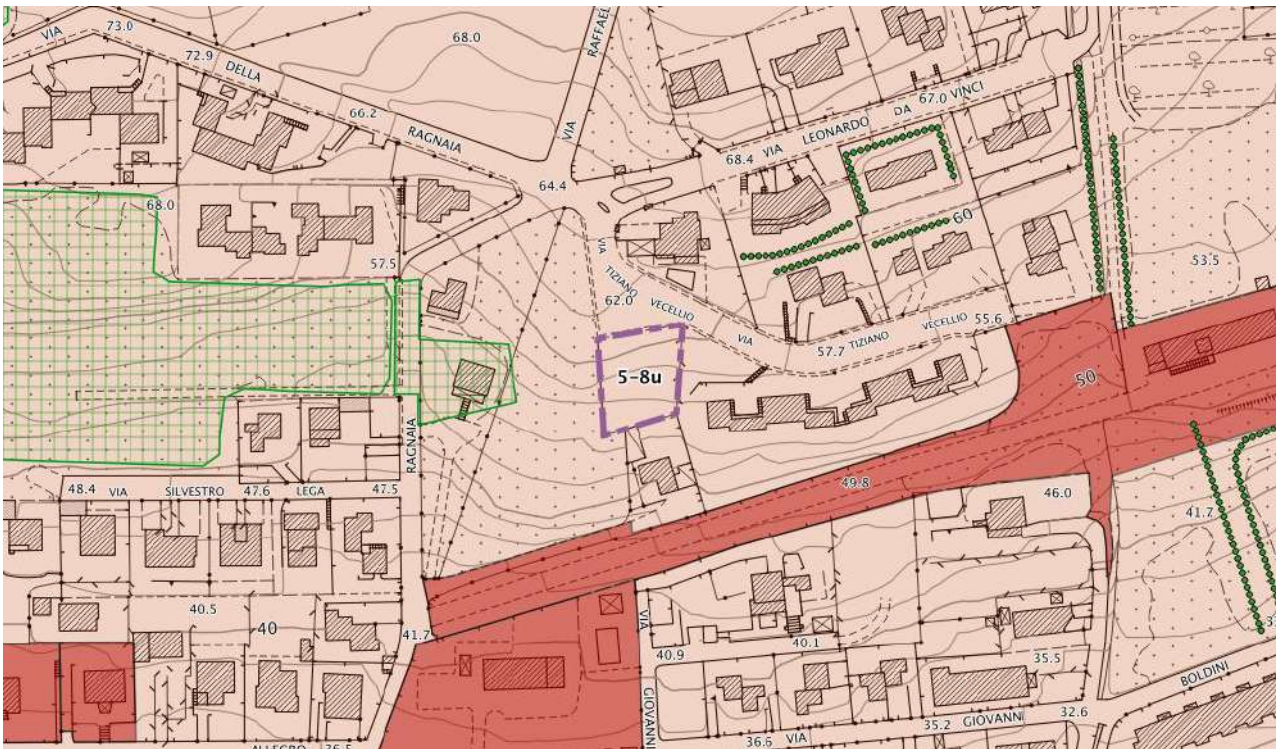 VIA
73.0
68.0
RAFFAEL
72.9
DELLA
66.2
RAGNAIA
VIA
67.0 VINCI
DA
LEONARDO
VIA
68.4
64.4
68.0
60
57.5
VIA
TIZIANO
VECELLIO
62.0
VIA
57.7
TIZIANO
VECELLIO
55.6
53.5
5-8u
50
RAGNAIA
48.4 VIA SILVESTRO 47.6 LEGA 47.5
49.8
46.0
41.7
40.5
40
41.7
VIA
40.9
40.1
35.5
GIOVANNI
BOLDINI
35.2 GIOVANNI 32.6
36.6 VIA
ALLEGRO 36.5